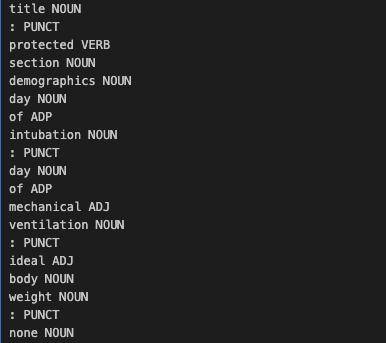 title NOUN
: PUNCT
protected VERB
section NOUN
demographics NOUN
day NOUN
of ADP
intubation NOUN
: PUNCT
day NOUN
of ADP
mechanical ADJ
ventilation NOUN
: PUNCT
ideal ADJ
body NOUN
weight NOUN
: PUNCT
none NOUN